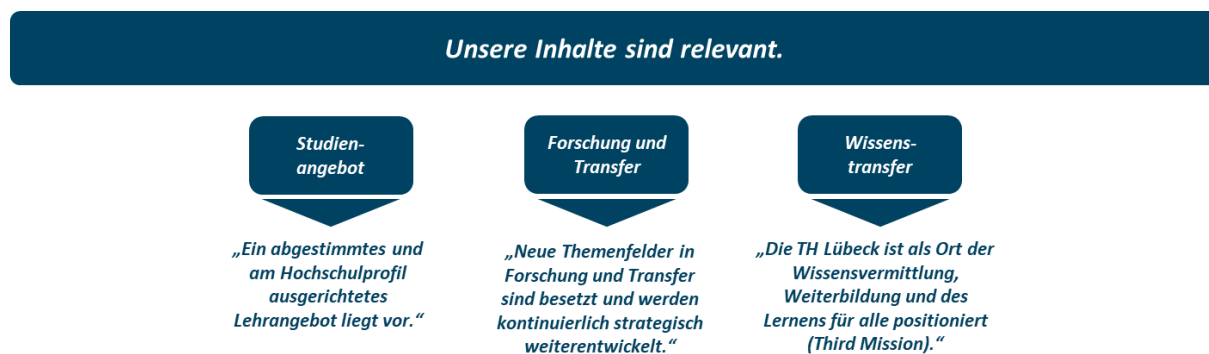 Unsere Inhalte sind relevant.
Studien-
angebot
„Ein abgestimmtes und
am Hochschulprofil
ausgerichtetes
Lehrangebot liegt vor.“
Forschung und
Transfer
„Neue Themenfelder in
Forschung und Transfer
sind besetzt und werden
kontinuierlich strategisch
weiterentwickelt.“
Wissens-
transfer
„Die TH Lübeck ist als Ort der
Wissensvermittlung,
Weiterbildung und des
Lernens für alle positioniert
(Third Mission).“